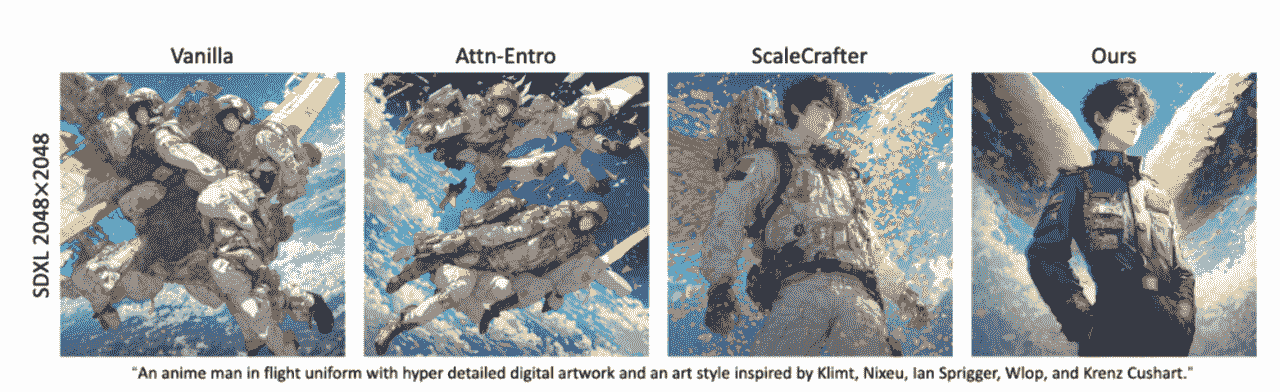 Vanilla Attn-Entro ScaleCrafter Ours
SDXL 2048×2048
"An anime man in flight uniform with hyper detailed digital artwork and an art style inspired by Klimt, Nixeu, Ian Sprigger, Wlop, and Krenz Cushart."